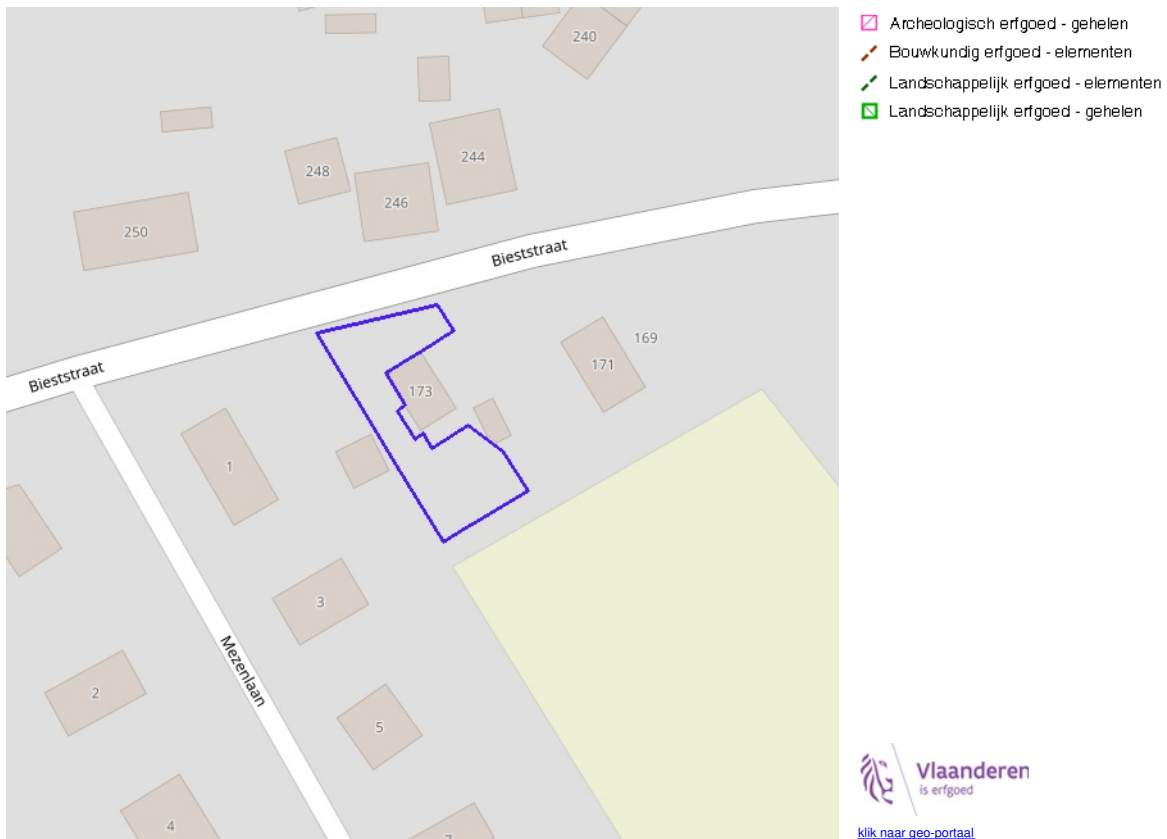 240
244
248
246
250
Bieststraat
Bieststraat
169
171
173
1
3
Mezenlaan
2
5
4
7
Archeologisch erfgoed - gehelen
Bouwkundig erfgoed - elementen
Landschappelijk erfgoed - elementen
Landschappelijk erfgoed - gehelen
Vlaanderen
is erfgoed
klik naar geo-portaal